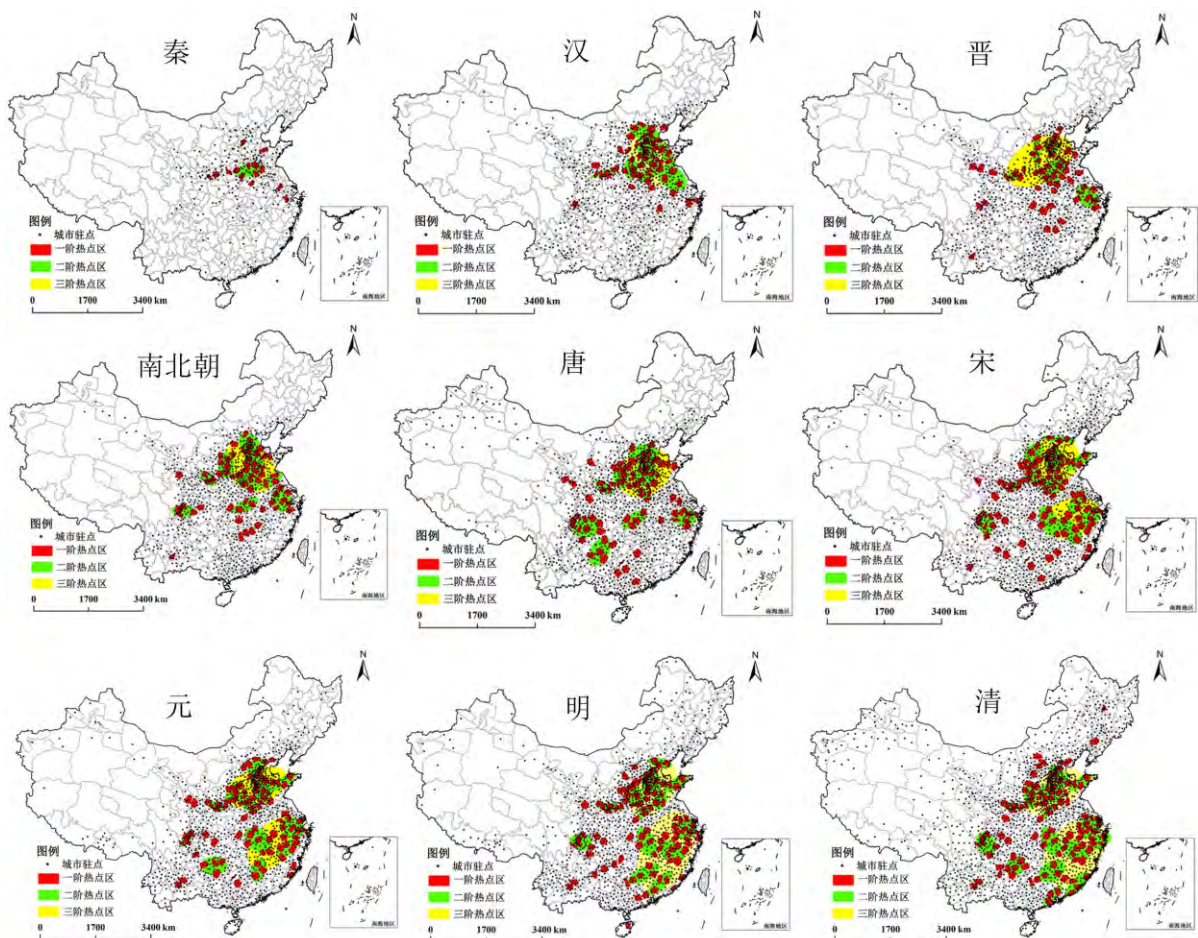 秦
N
图例
城市驻点
一阶热点区
二阶热点区
三阶热点区
0 1700 3400 km
南海地区
汉
N
图例
城市驻点
一阶热点区
二阶热点区
三阶热点区
0 1700 3400 km
南海地区
晋
N
图例
城市驻点
一阶热点区
二阶热点区
三阶热点区
0 1700 3400 km
南海地区
南北朝
N
图例
城市驻点
一阶热点区
二阶热点区
三阶热点区
0 1700 3400 km
南海地区
唐
N
图例
城市驻点
一阶热点区
二阶热点区
三阶热点区
0 1700 3400 km
南海地区
宋
N
图例
城市驻点
一阶热点区
二阶热点区
三阶热点区
0 1700 3400 km
南海地区
元
N
图例
城市驻点
一阶热点区
二阶热点区
三阶热点区
0 1700 3400 km
南海地区
明
N
图例
城市驻点
一阶热点区
二阶热点区
三阶热点区
0 1700 3400 km
南海地区
清
N
图例
城市驻点
一阶热点区
二阶热点区
三阶热点区
0 1700 3400 km
南海地区